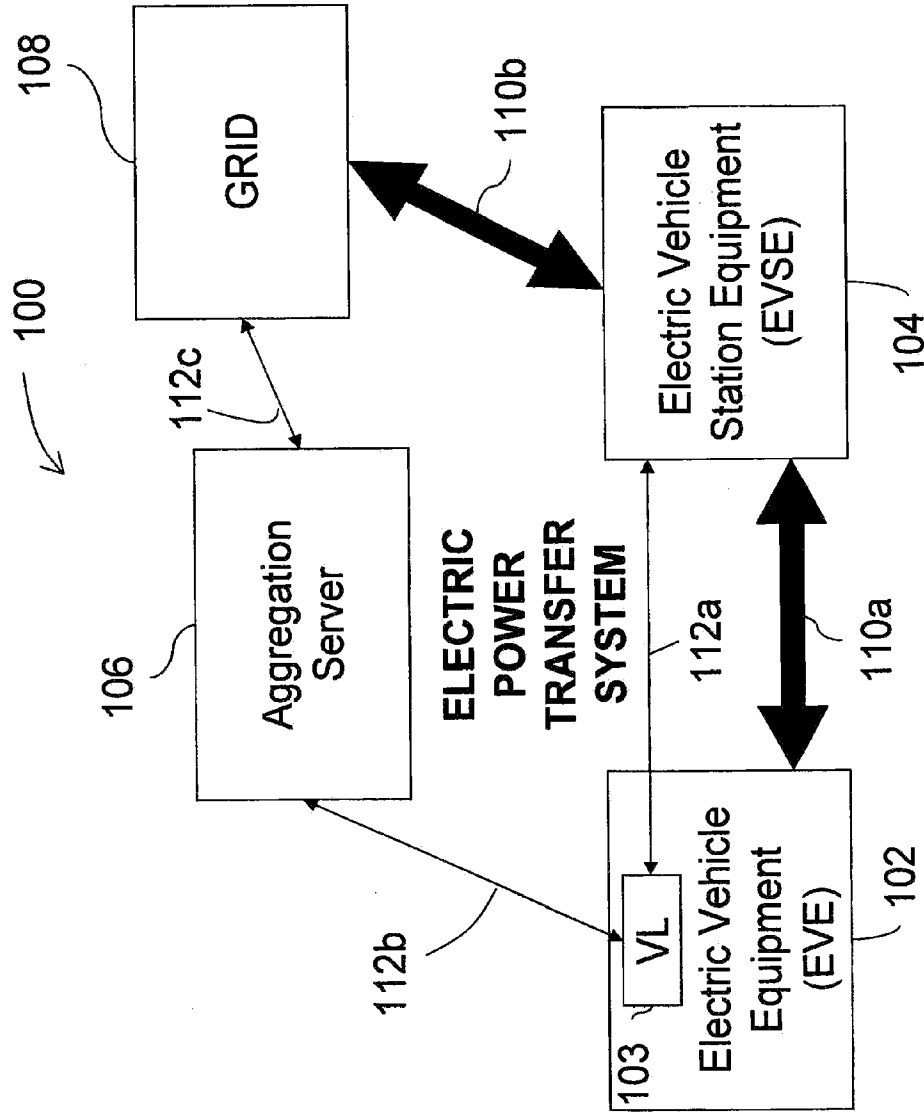 100
108
GRID
112c
110b
106
Aggregation
Server
ELECTRIC
POWER
TRANSFER
SYSTEM
112b
112a
103
VL
Electric Vehicle
Equipment
(EVE)
102
110a
Electric Vehicle
Station Equipment
(EVSE)
104